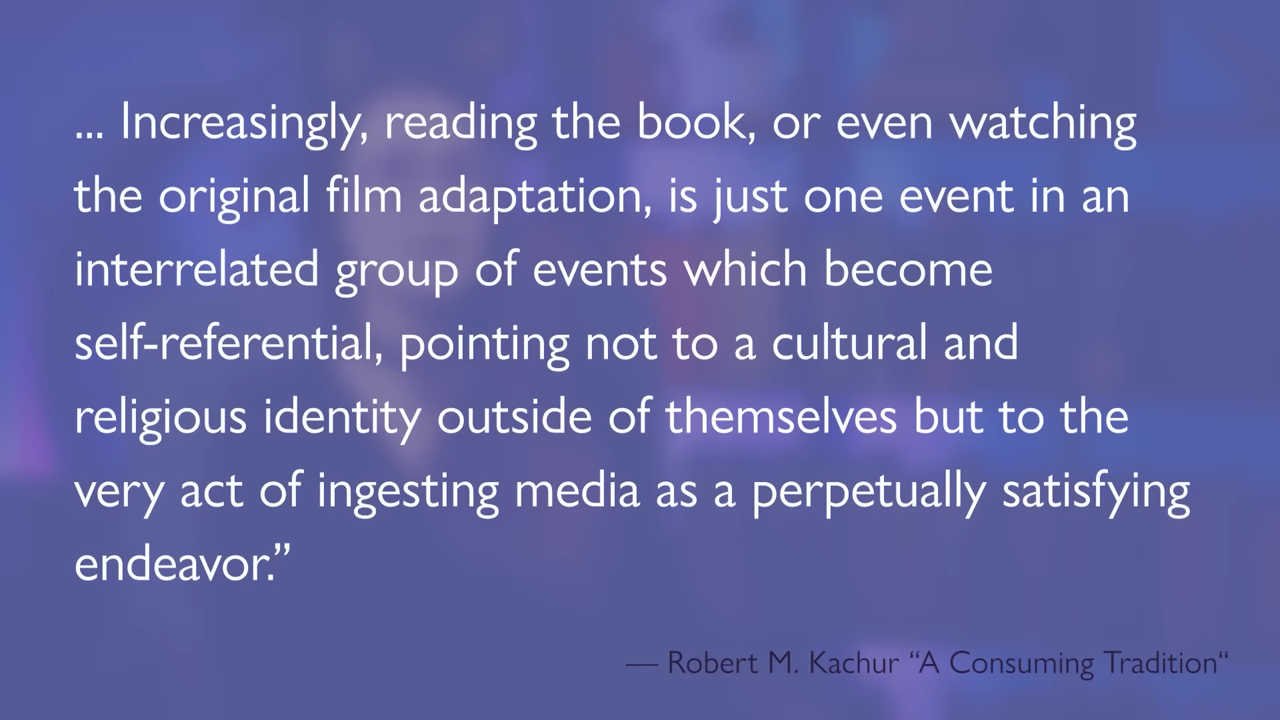 ... Increasingly, reading the book, or even watching
the original film adaptation, is just one event in an
interrelated group of events which become
self-referential, pointing not to a cultural and
religious identity outside of themselves but to the
very act of ingesting media as a perpetually satisfying
endeavor.”
— Robert M. Kachur “A Consuming Tradition“